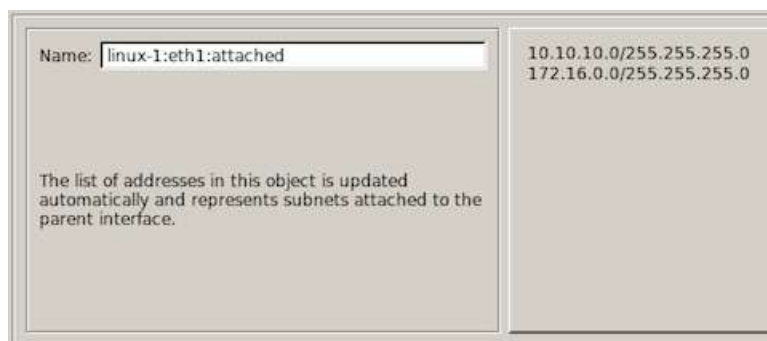 Name: linux-1:eth1:attached
The list of addresses in this object is updated
automatically and represents subnets attached to the
parent interface.
10.10.10.0/255.255.255.0
172.16.0.0/255.255.255.0